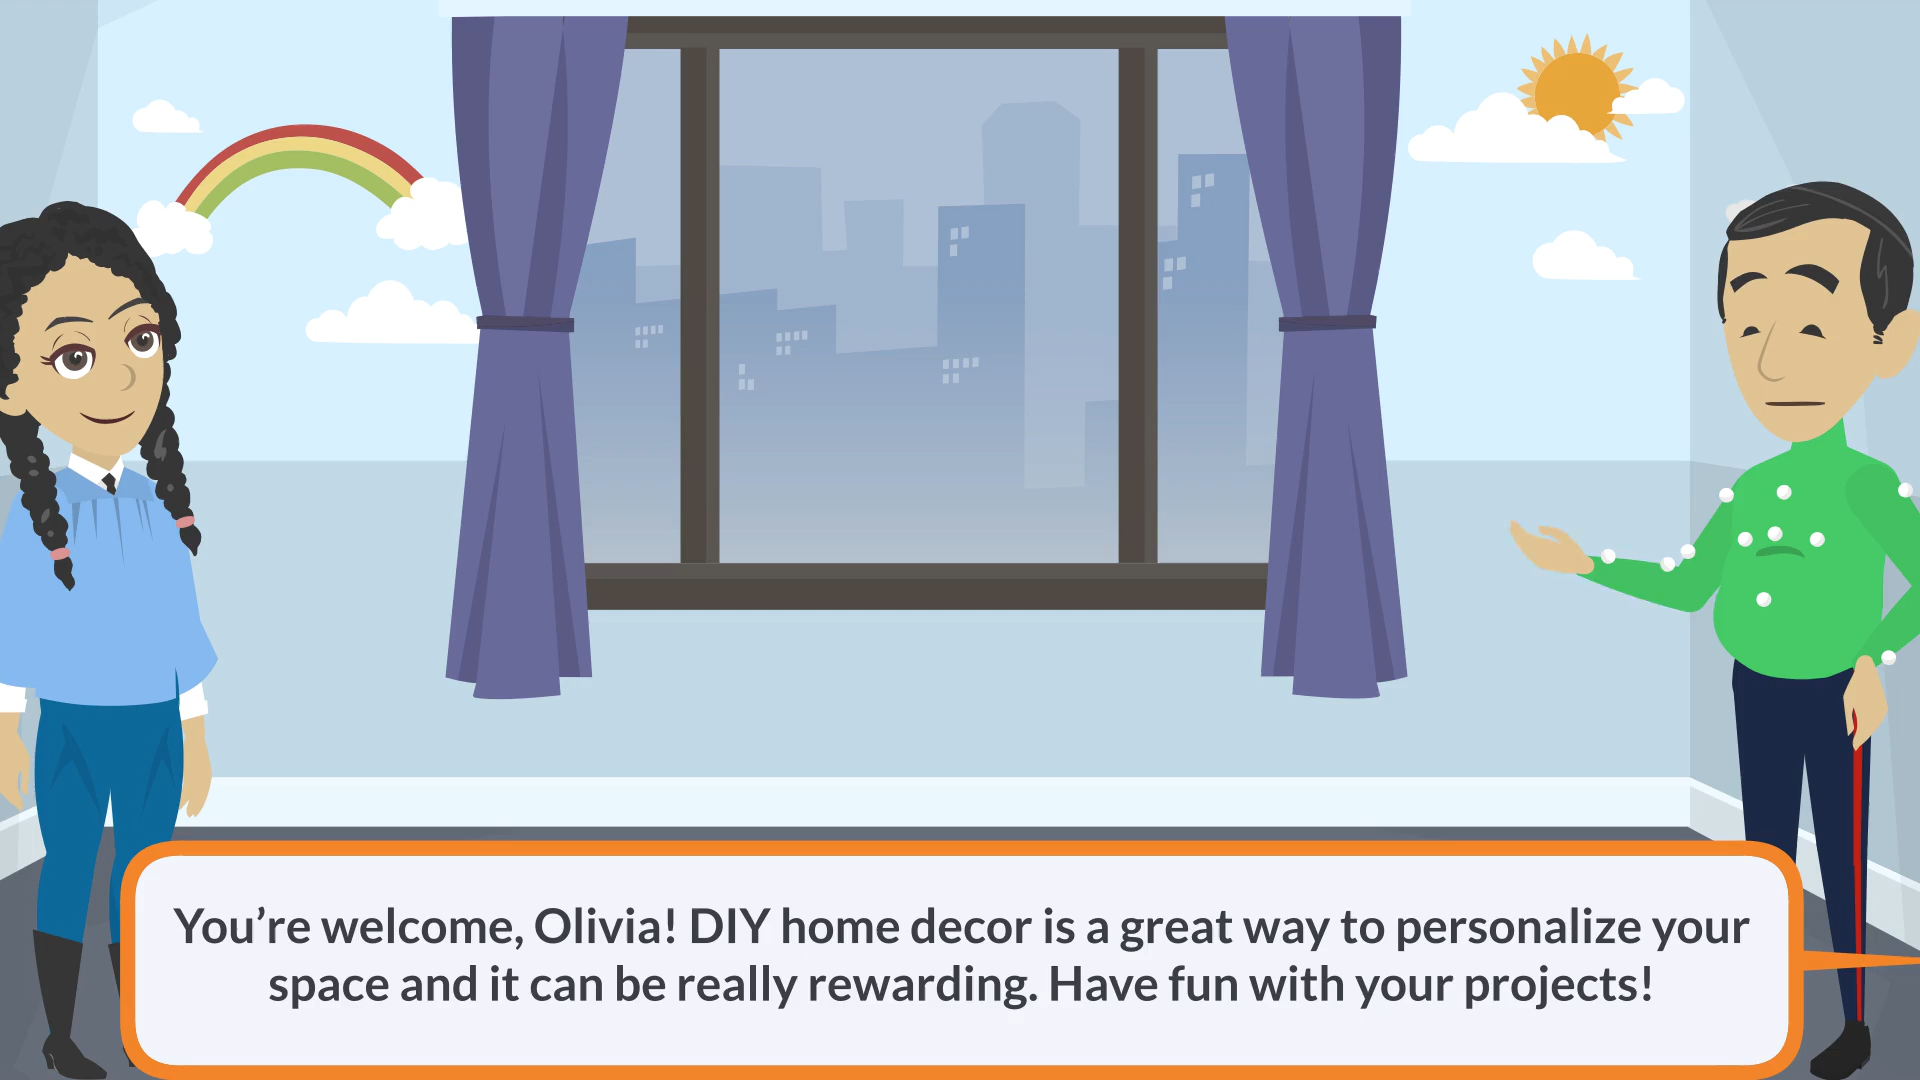 You’re welcome, Olivia! DIY home decor is a great way to personalize your
space and it can be really rewarding. Have fun with your projects!